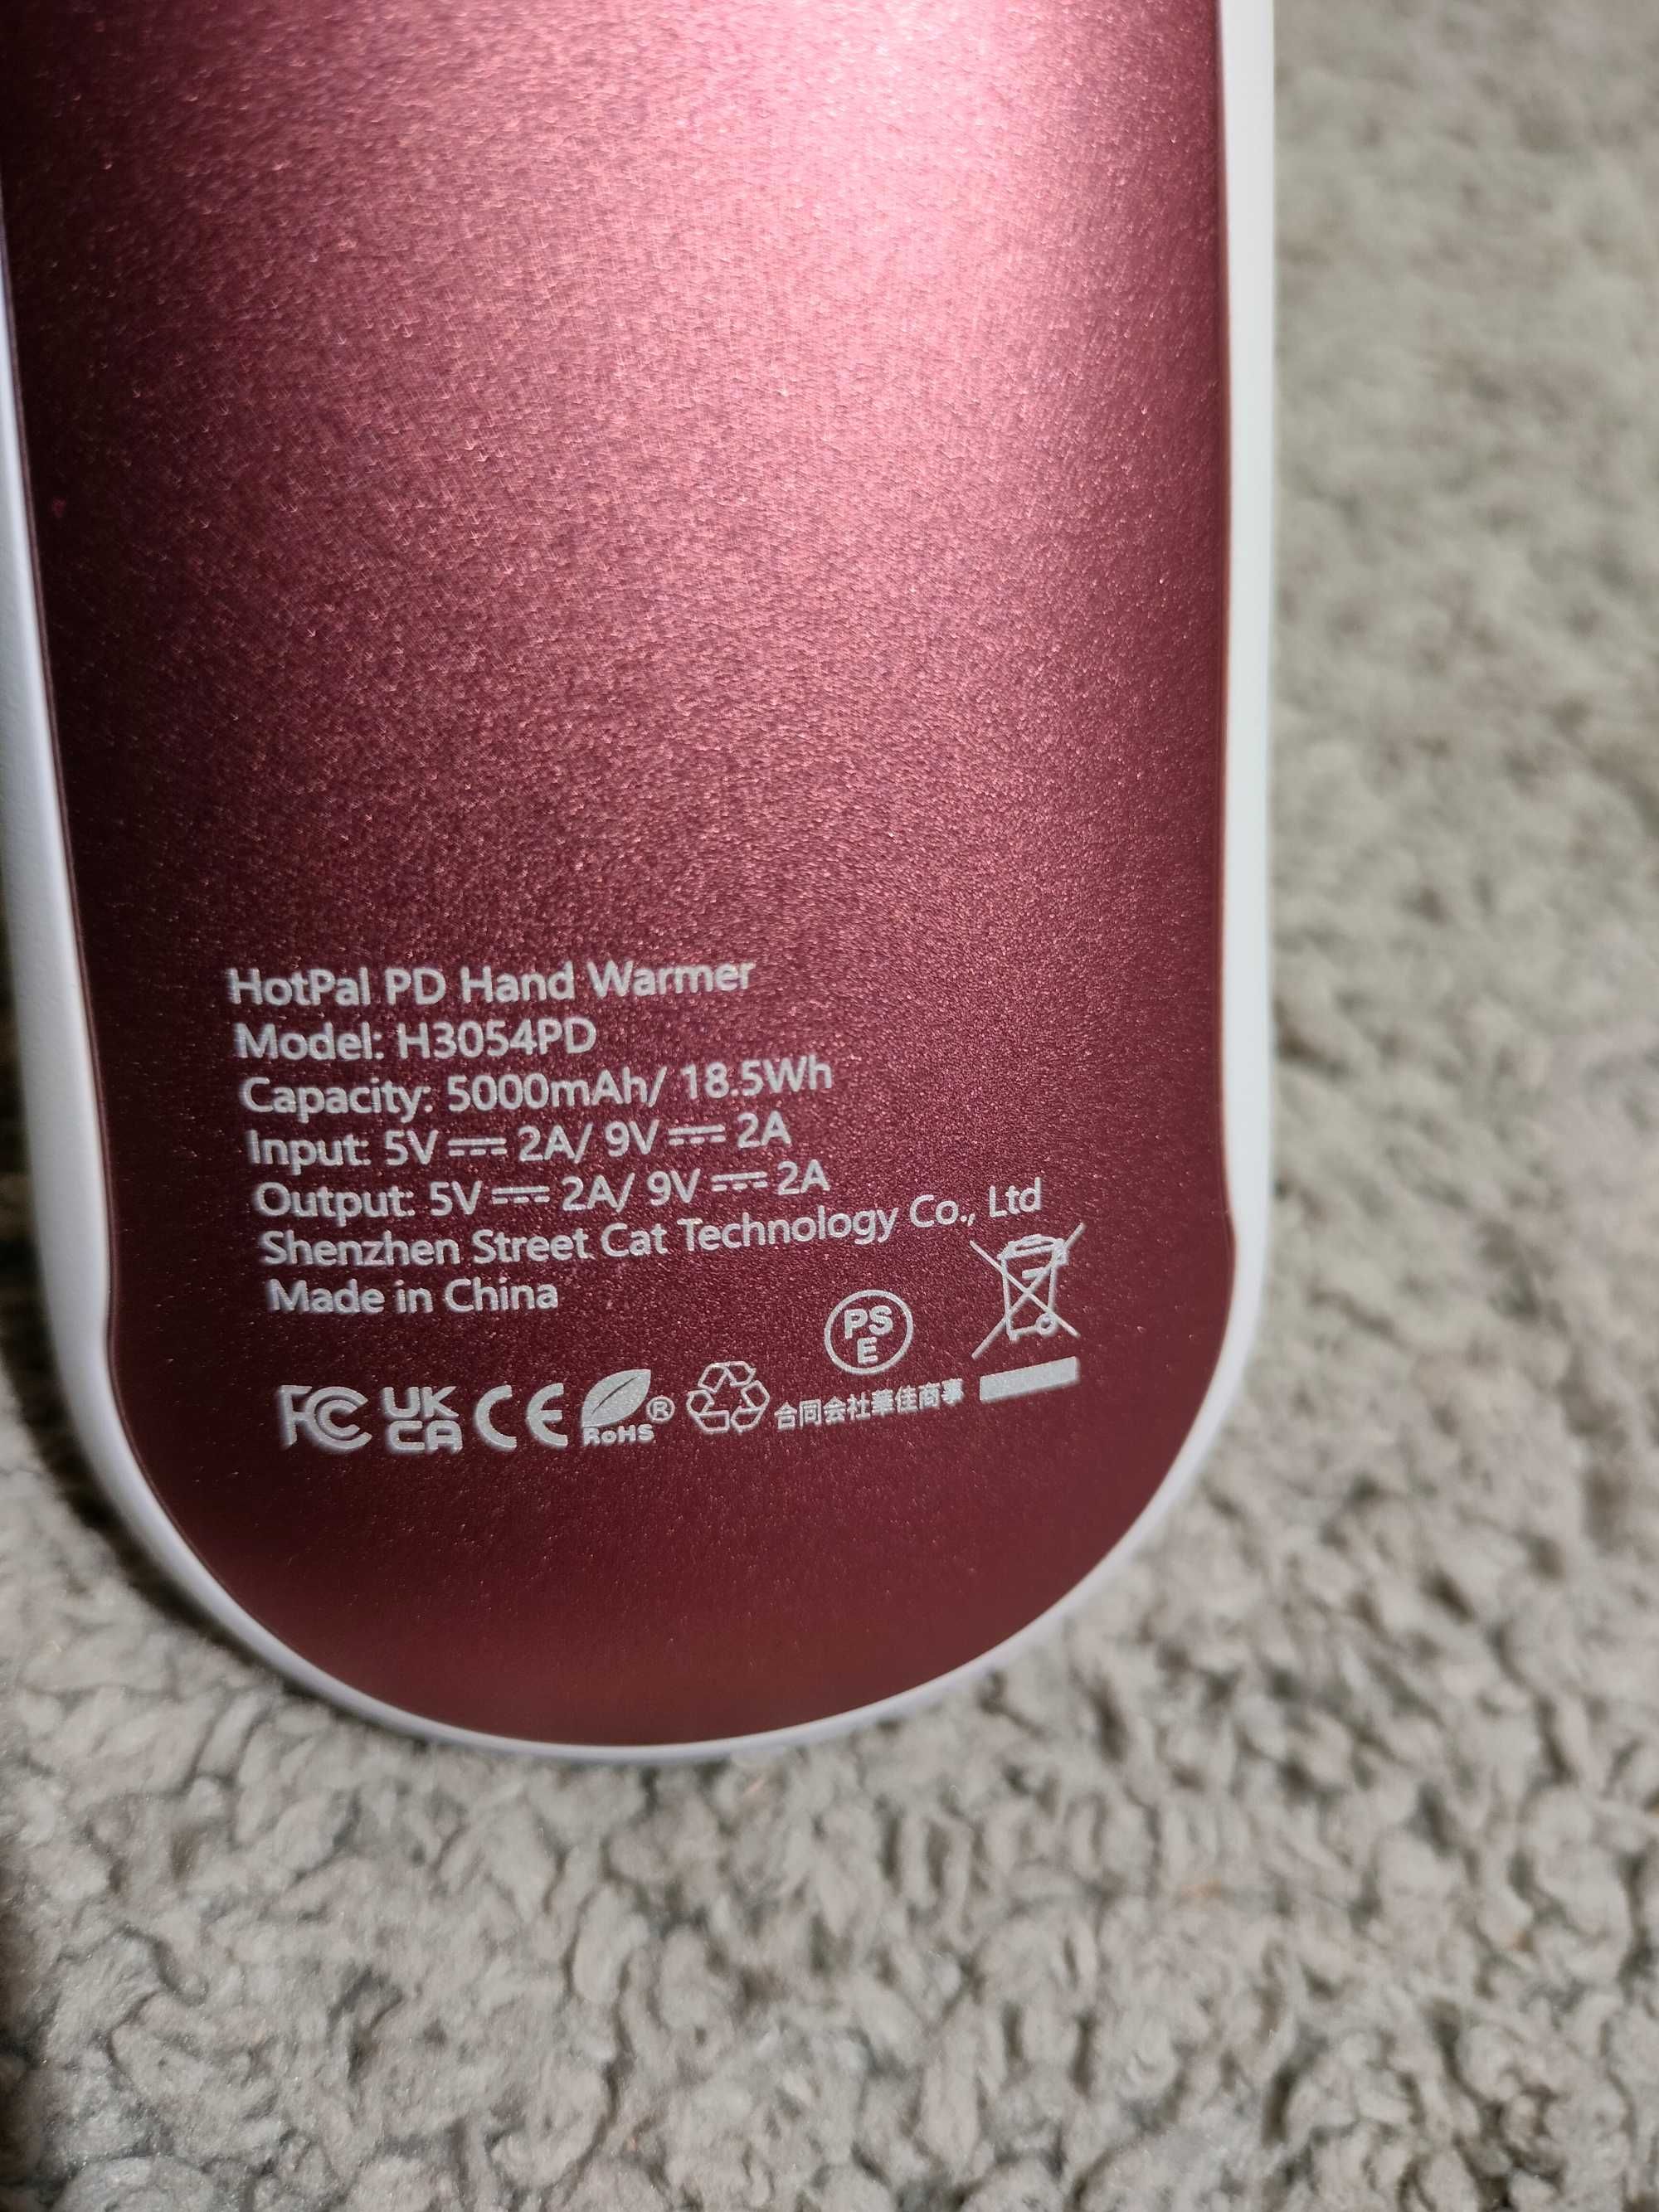 HotPal PD Hand Warmer
Model: H3054PD
Capacity: 5000mAh/ 18.5Wh
Input: 5V⎓2A/ 9V⎓2A
Output: 5V⎓2A/ 9V⎓2A
Shenzhen Street Cat Technology Co., Ltd
Made in China
PS
E
FC
UK
CA
CE
RoHS
®
合同会社華佳商事